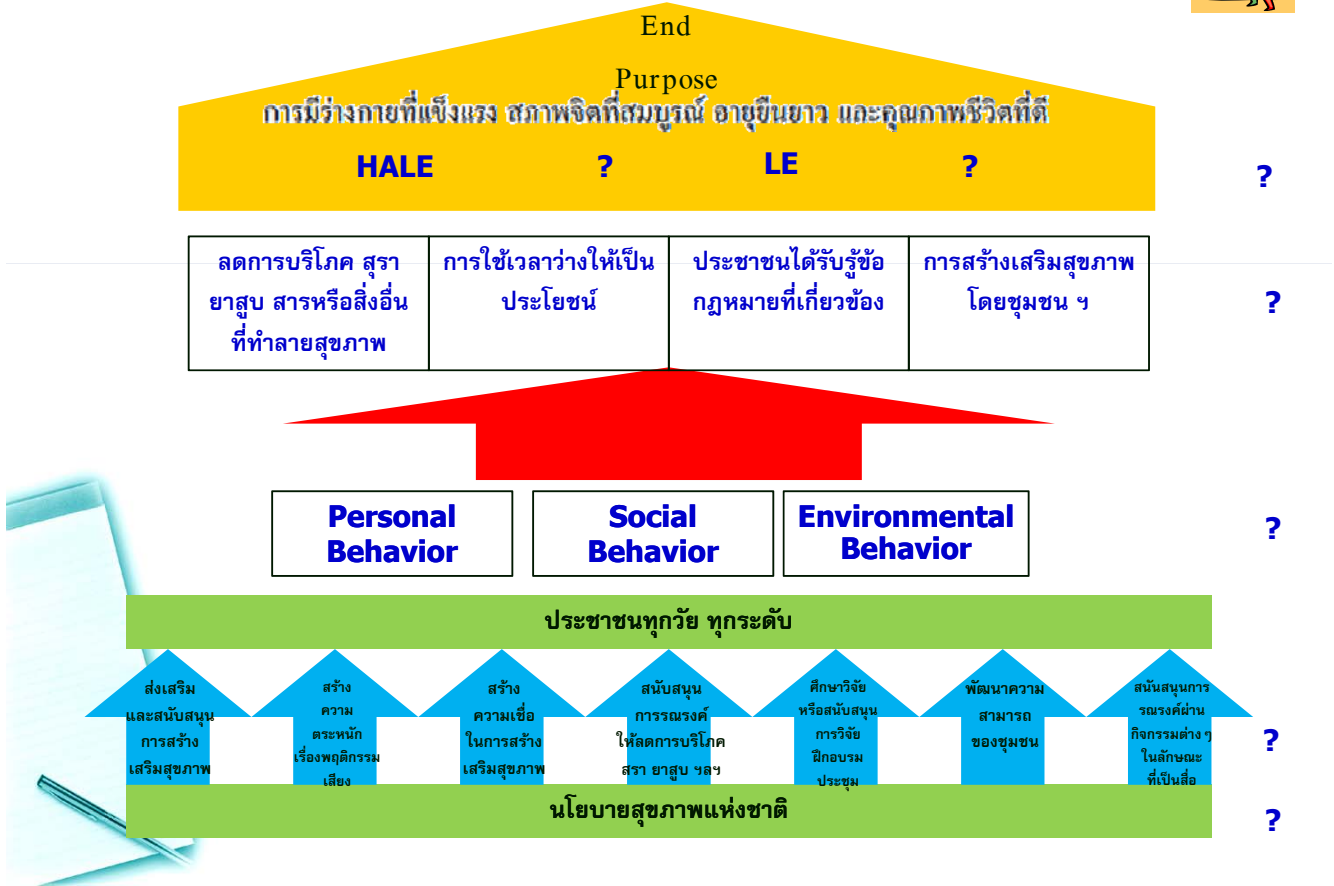 End
Purpose
การมีร่างกายที่แข็งแรง สภาพจิตที่สมบูรณ์ อายุยืนยาว และคุณภาพชีวิตที่ดี
HALE ? LE ?
?
ลดการบริโภค สุรา
ยาสูบ สารหรือสิ่งอื่น
ที่ทำลายสุขภาพ
การใช้เวลาว่างให้เป็น
ประโยชน์
ประชาชนได้รับรู้ข้อ
กฎหมายที่เกี่ยวข้อง
การสร้างเสริมสุขภาพ
โดยชุมชน ฯ
?
Personal
Behavior
Social
Behavior
Environmental
Behavior
?
ประชาชนทุกวัย ทุกระดับ
ส่งเสริม
และสนับสนุน
การสร้าง
เสริมสุขภาพ
สร้าง
ความ
ตระหนัก
เรื่องพฤติกรรม
เสียง
สร้าง
ความเชื่อ
ในการสร้าง
เสริมสุขภาพ
สนับสนุน
การรณรงค์
ให้ลดการบริโภค
สรา ยาสูบ ฯลฯ
ศึกษาวิจัย
หรือสนับสนุน
การวิจัย
ฝึกอบรม
ประชุม
พัฒนาความ
สามารถ
ของชุมชน
สนันสนุนการ
รณรงค์ผ่าน
กิจกรรมต่าง ๆ
ในลักษณะ
ที่เป็นสื่อ
?
นโยบายสุขภาพแห่งชาติ
?